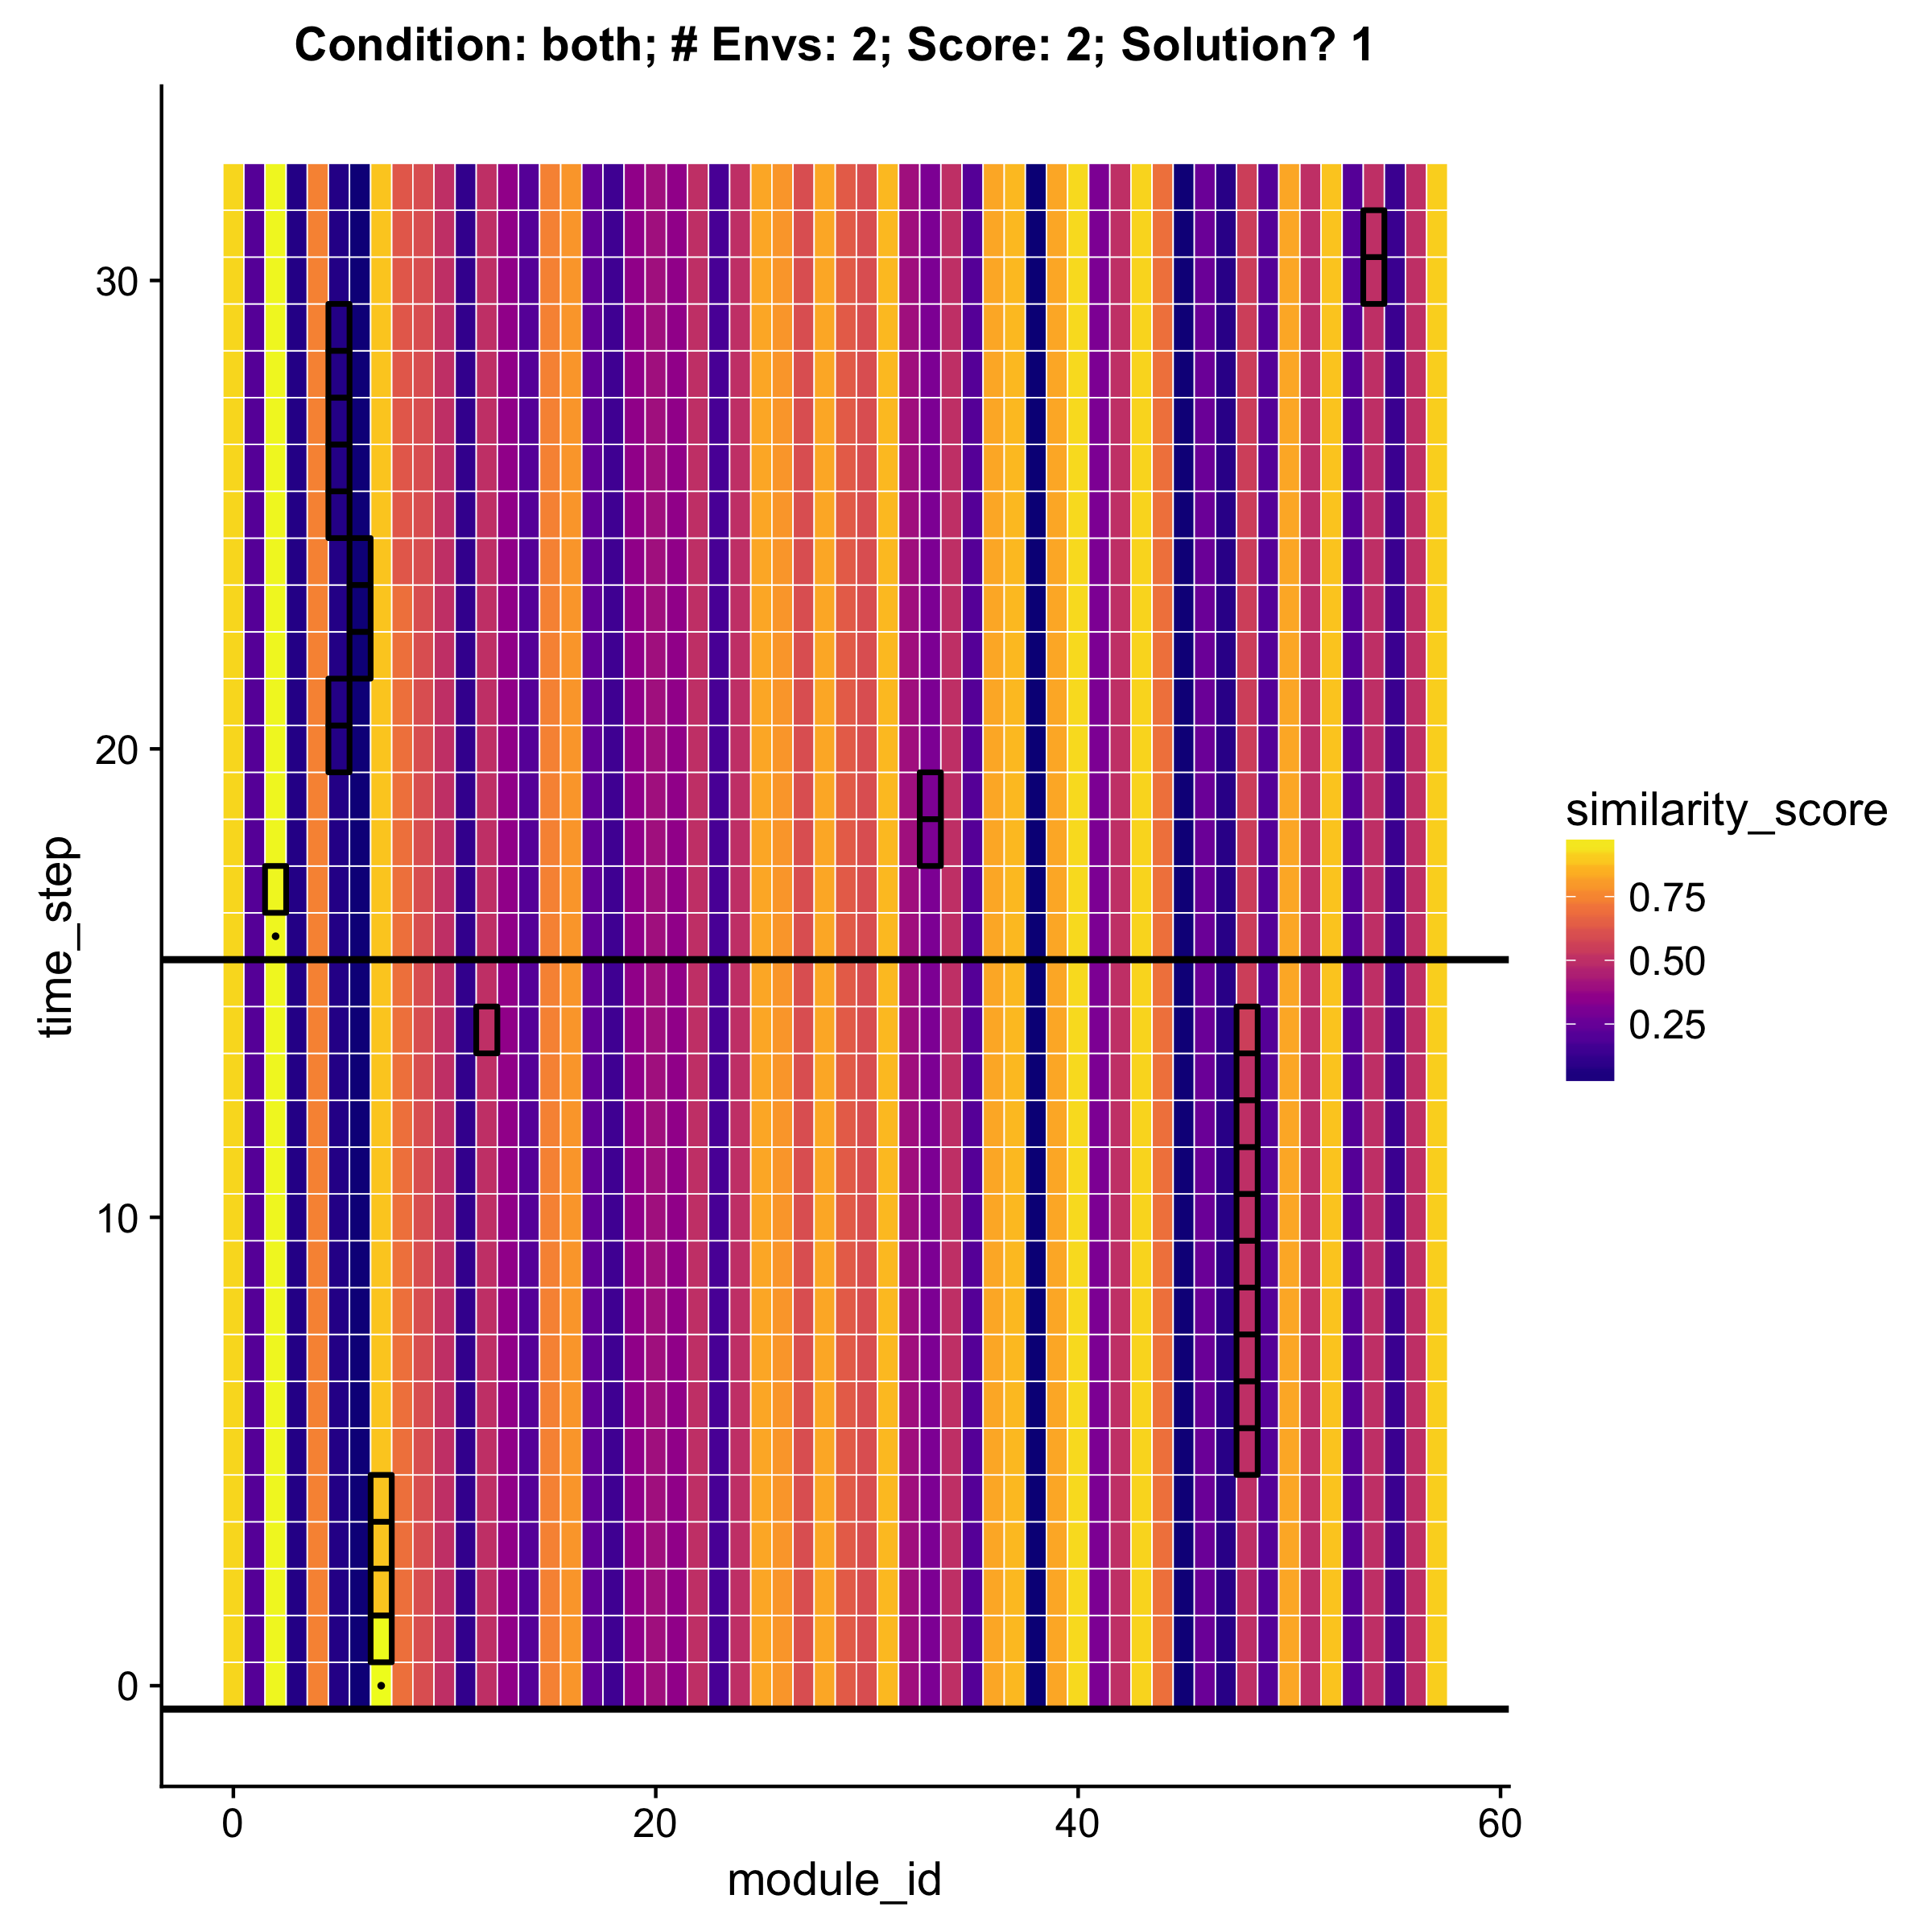 Condition: both; # Envs: 2; Score: 2; Solution? 1
time_step
30
20
10
0
0
20
40
60
module_id
similarity_score
0.75
0.50
0.25